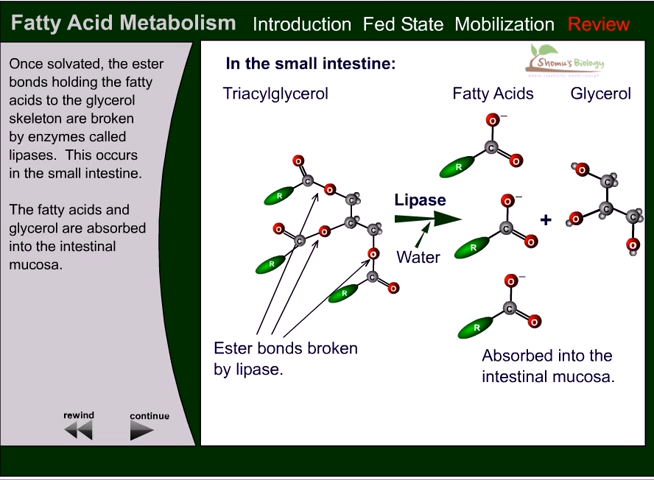 Fatty Acid Metabolism Introduction Fed State Mobilization Review
Once solvated, the ester
bonds holding the fatty
acids to the glycerol
skeleton are broken
by enzymes called
lipases. This occurs
in the small intestine.
The fatty acids and
glycerol are absorbed
into the intestinal
mucosa.
rewind continue
In the small intestine:
Shomu's Biology
Triacylglycerol Fatty Acids Glycerol
O C O R
O C O R
O C O R
Lipase
Water
Ester bonds broken
by lipase.
O− C O R
O− C O R
+
O− C O R
O C
O C C
O
Absorbed into the
intestinal mucosa.